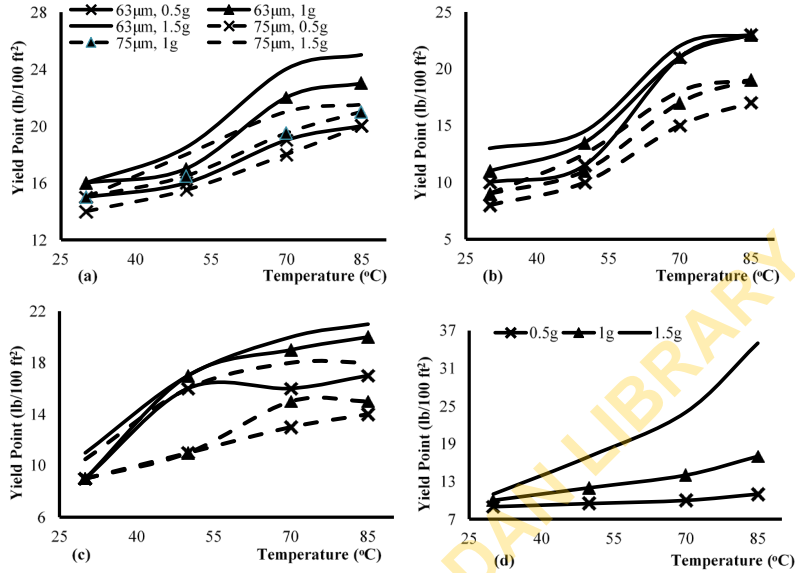 63μm, 0.5g 63μm, 1g
63μm, 1.5g 75μm, 0.5g
75μm, 1g 75μm, 1.5g
Yield Point (lb/100 ft²)
28
24
20
16
12
25 40 55 70 85
(a) Temperature (ᵒC)
Yield Point (lb/100 ft²)
25
20
15
10
5
25 40 55 70 85
(b) Temperature (ᵒC)
Yield Point (lb/100 ft²)
22
18
14
10
6
25 40 55 70 85
(c) Temperature (ᵒC)
0.5g 1g 1.5g
Yield Point (lb/100 ft²)
37
31
25
19
13
7
25 40 55 70 85
(d) Temperature (ᵒC)
DAN LIBRARY